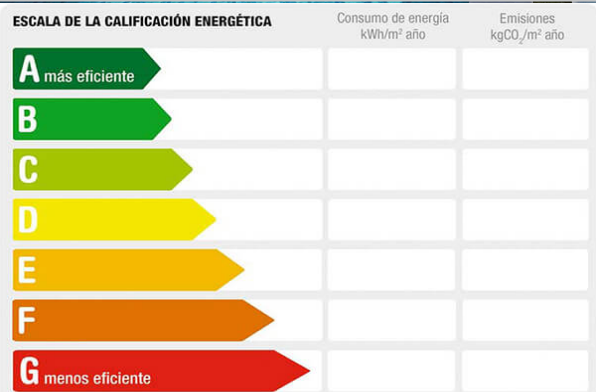 ESCALA DE LA CALIFICACIÓN ENERGÉTICA
Consumo de energía
kWh/m² año
Emisiones
kgCO₂/m² año
A más eficiente
B
C
D
E
F
G menos eficiente